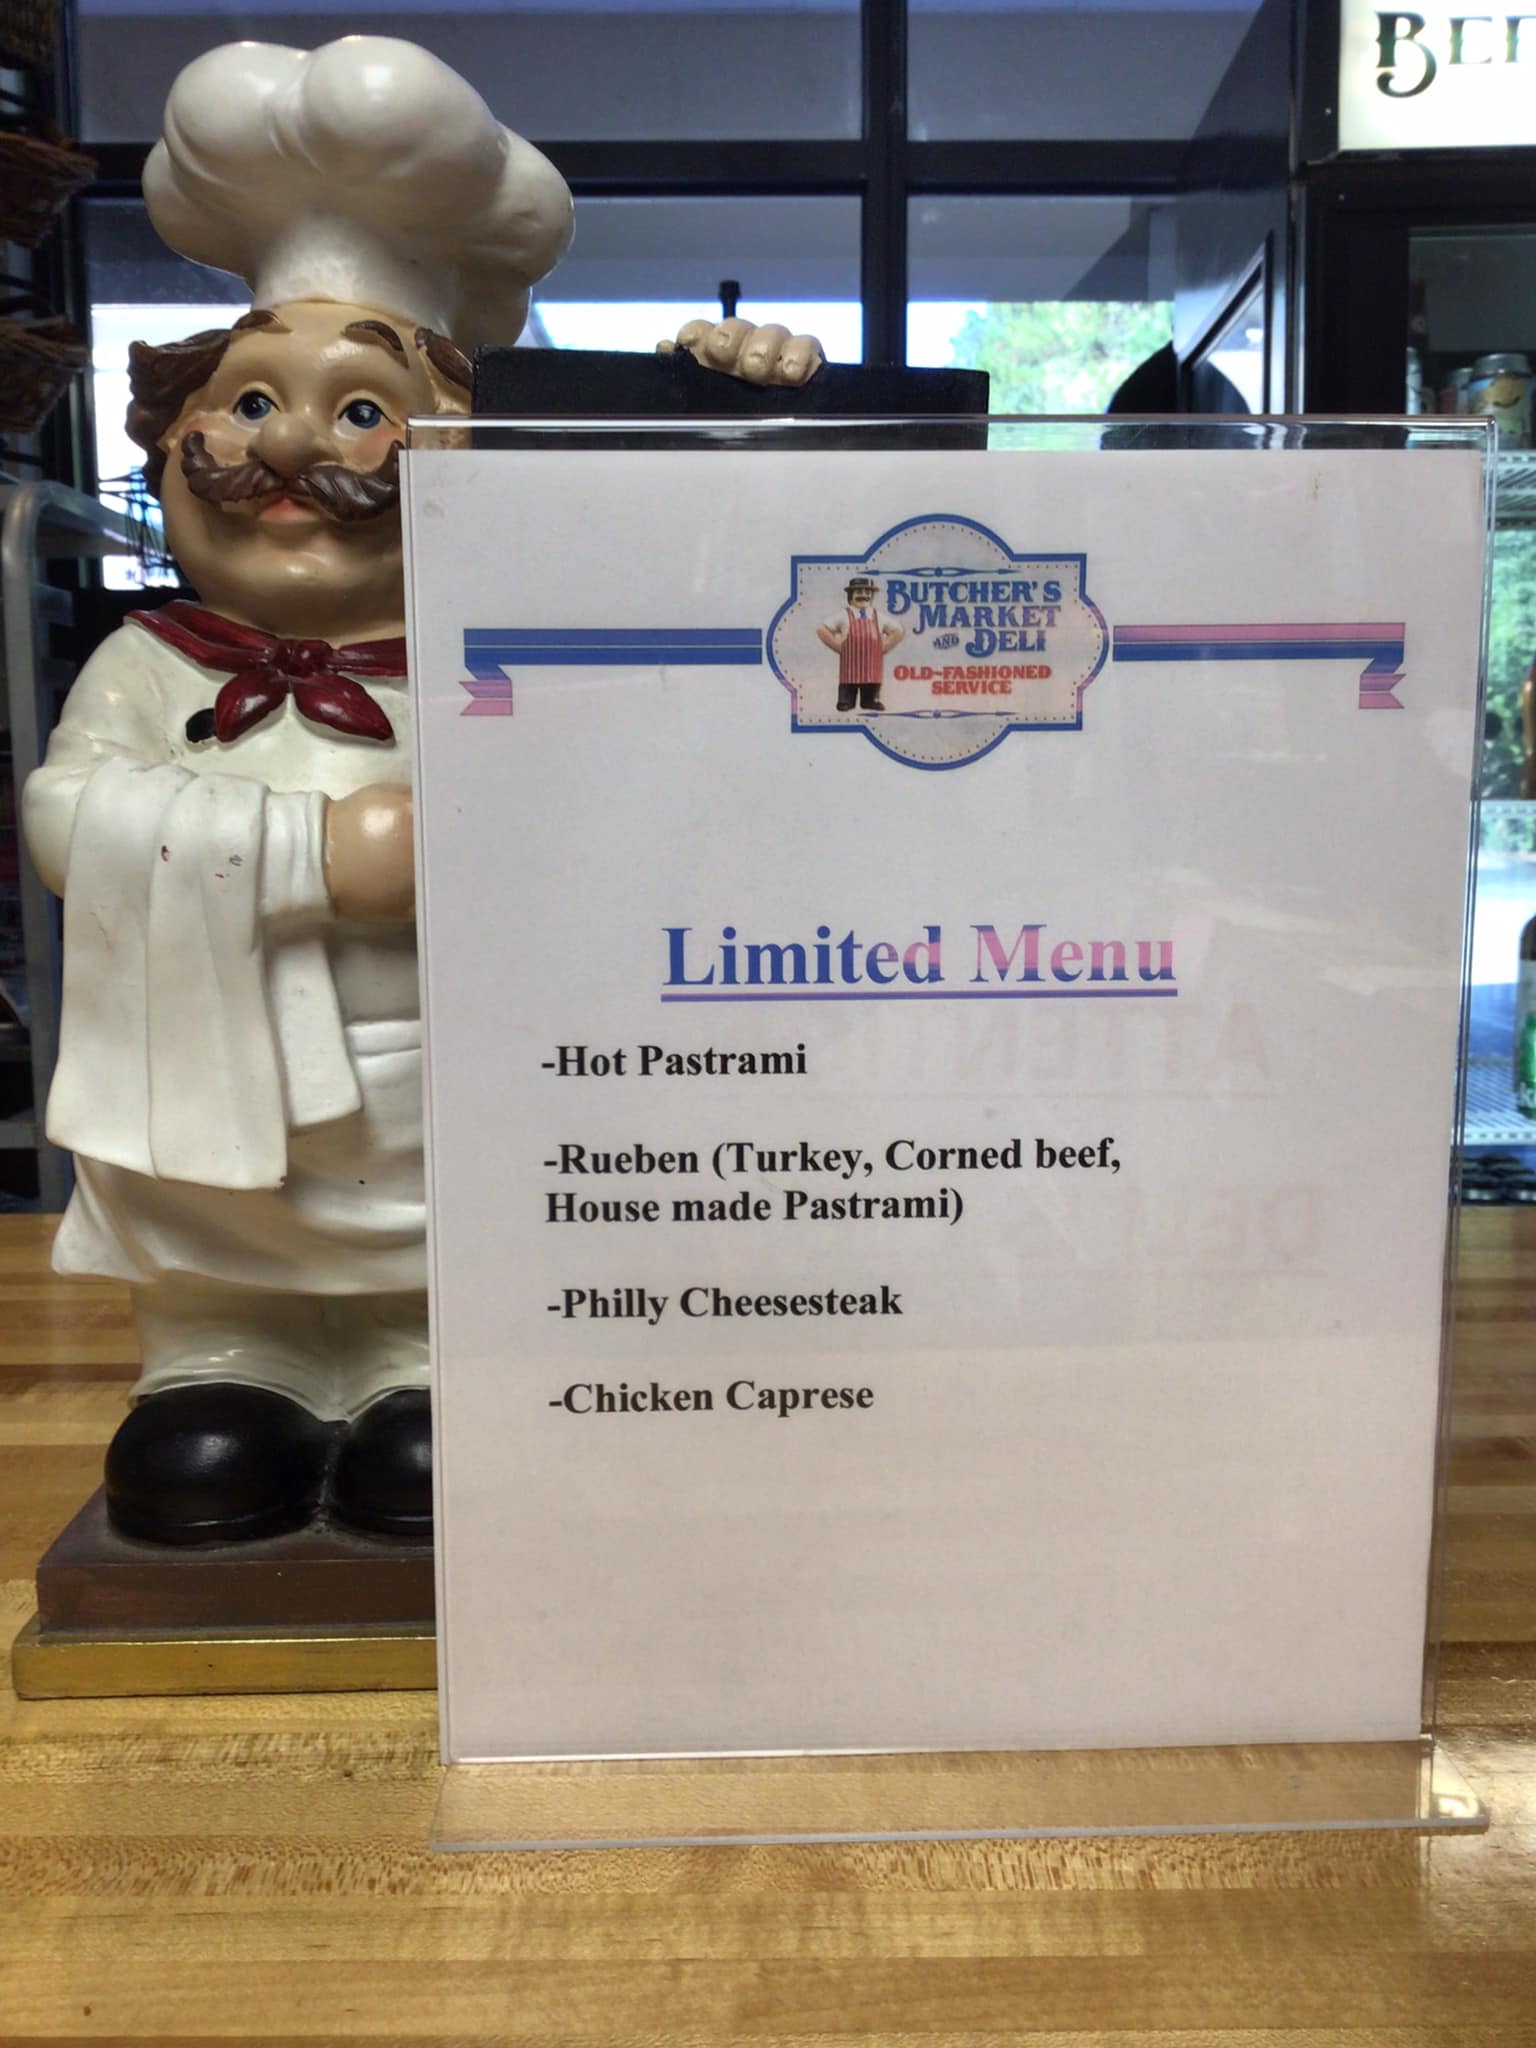 BUTCHER'S
MARKET
AND DELI
OLD-FASHIONED
SERVICE
Limited Menu
-Hot Pastrami
-Rueben (Turkey, Corned beef,
House made Pastrami)
-Philly Cheesesteak
-Chicken Caprese